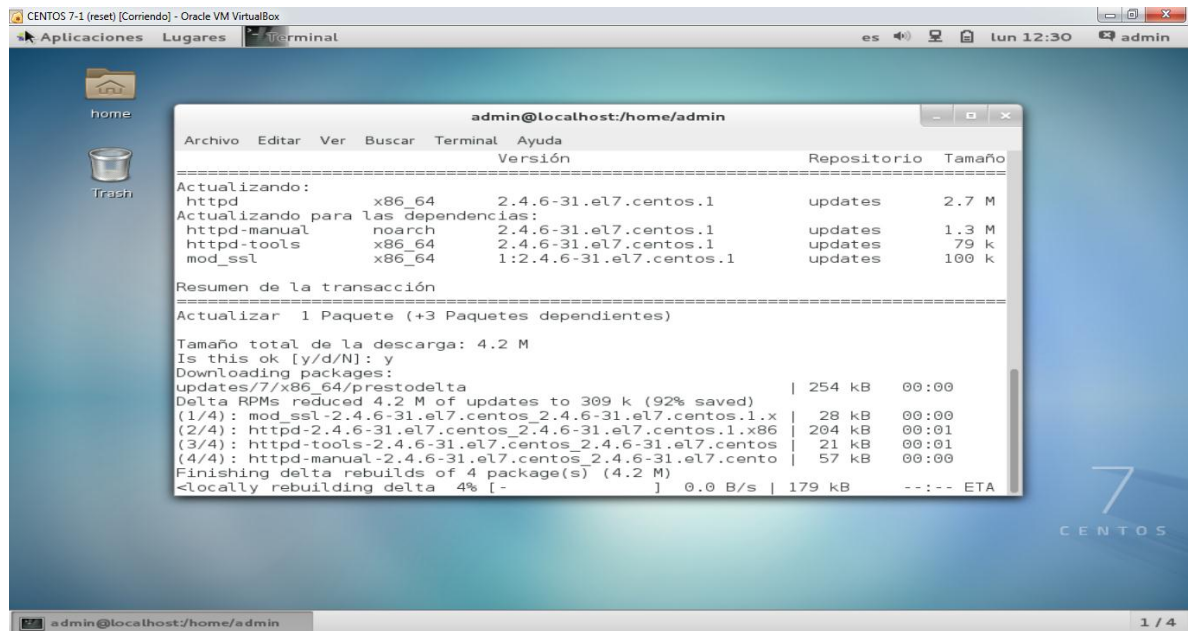 CENTOS 7-1 (reset) [Corriendo] - Oracle VM VirtualBox
Aplicaciones Lugares Terminal es lun 12:30 admin
home
Trash
admin@localhost:/home/admin
Archivo Editar Ver Buscar Terminal Ayuda
Versión Repositorio Tamaño
================================================================================
Actualizando:
httpd x86_64 2.4.6-31.el7.centos.1 updates 2.7 M
Actualizando para las dependencias:
httpd-manual noarch 2.4.6-31.el7.centos.1 updates 1.3 M
httpd-tools x86_64 2.4.6-31.el7.centos.1 updates 79 k
mod_ssl x86_64 1:2.4.6-31.el7.centos.1 updates 100 k
Resumen de la transacción
================================================================================
Actualizar 1 Paquete (+3 Paquetes dependientes)
Tamaño total de la descarga: 4.2 M
Is this ok [y/d/N]: y
Downloading packages:
updates/7/x86_64/prestodelta | 254 kB 00:00
Delta RPMs reduced 4.2 M of updates to 309 k (92% saved)
(1/4): mod_ssl-2.4.6-31.el7.centos_2.4.6-31.el7.centos.1.x | 28 kB 00:00
(2/4): httpd-2.4.6-31.el7.centos_2.4.6-31.el7.centos.1.x86 | 204 kB 00:01
(3/4): httpd-tools-2.4.6-31.el7.centos_2.4.6-31.el7.centos | 21 kB 00:01
(4/4): httpd-manual-2.4.6-31.el7.centos_2.4.6-31.el7.cento | 57 kB 00:00
Finishing delta rebuilds of 4 package(s) (4.2 M)
<locally rebuilding delta 4% [- ] 0.0 B/s | 179 kB --:-- ETA
7
CENTOS
admin@localhost:/home/admin 1 / 4